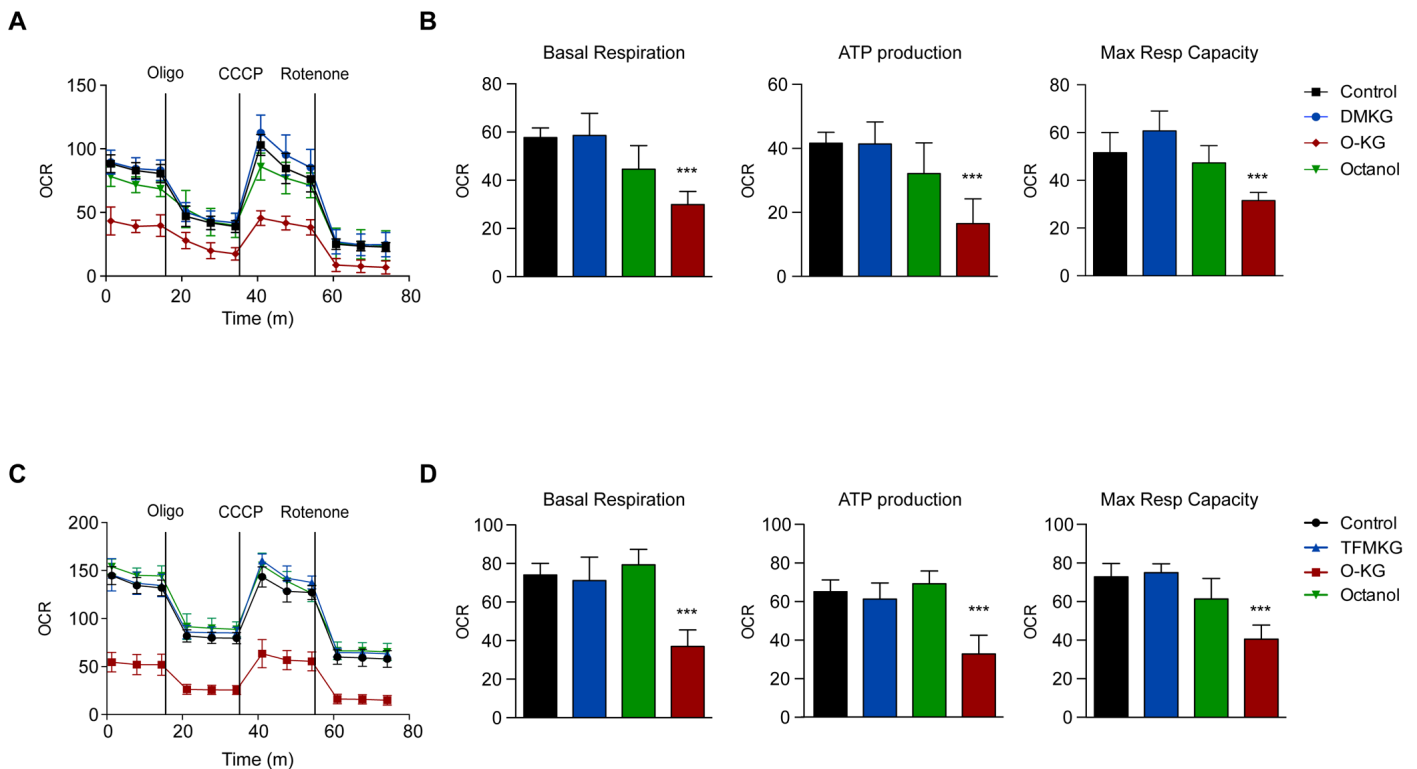 A
Oligo CCCP Rotenone
150
100
50
0
OCR
0 20 40 60 80
Time (m)
B
Basal Respiration
80
60
40
20
0
OCR
***
ATP production
60
40
20
0
OCR
***
Max Resp Capacity
80
60
40
20
0
OCR
***
Control
DMKG
O-KG
Octanol
C
Oligo CCCP Rotenone
200
150
100
50
0
OCR
0 20 40 60 80
Time (m)
D
Basal Respiration
100
80
60
40
20
0
OCR
***
ATP production
100
80
60
40
20
0
OCR
***
Max Resp Capacity
100
80
60
40
20
0
OCR
***
Control
TFMKG
O-KG
Octanol